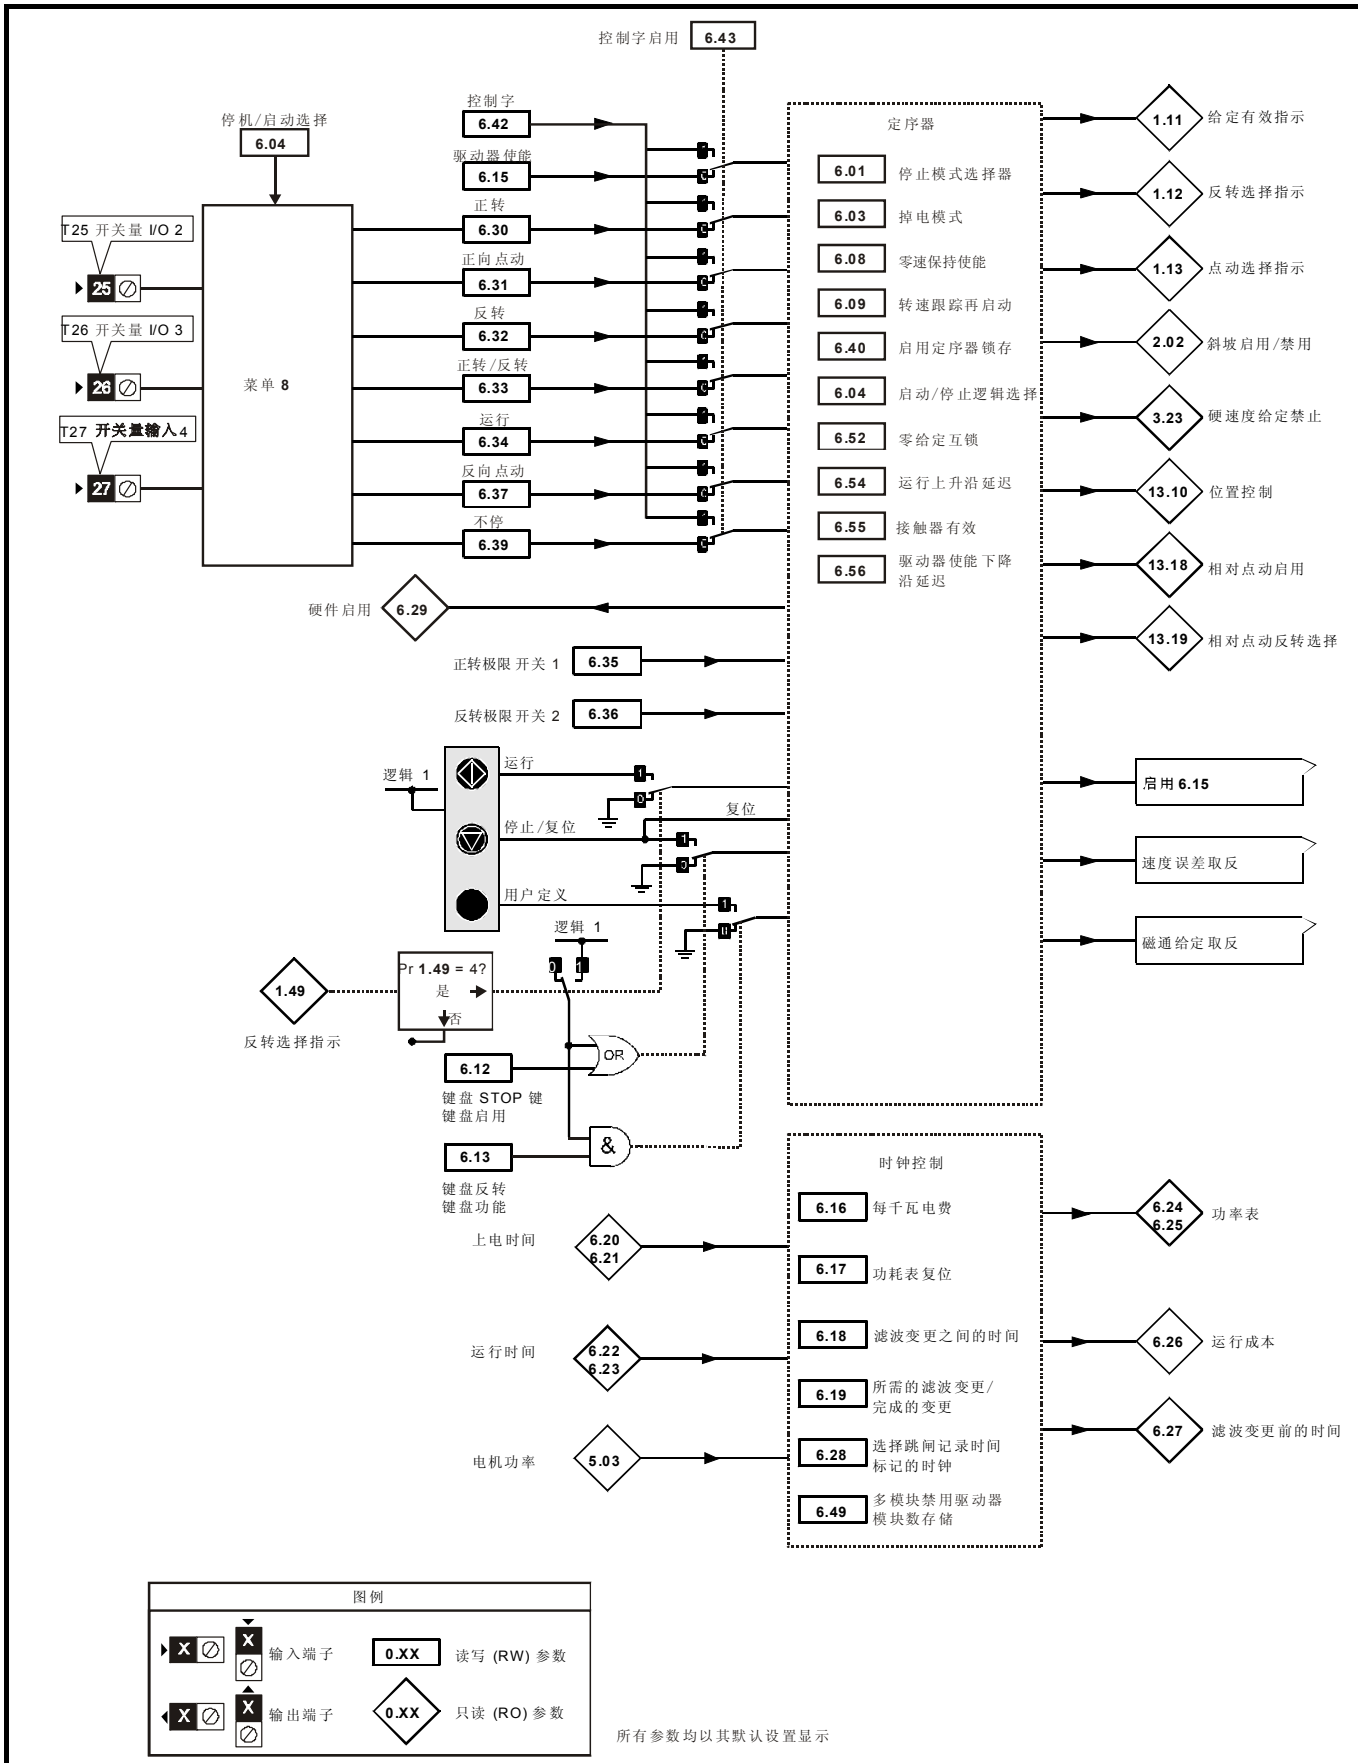 控制字启用 6.43
控制字
6.42
停机/启动选择
6.04
驱动器使能
6.15
正转
6.30
正向点动
6.31
反转
6.32
正转/反转
6.33
运行
6.34
反向点动
6.37
不停
6.39
T25 开关量 I/O 2
25
T26 开关量 I/O 3
26
T27 开关量输入4
27
菜单 8
1
0
1
0
1
0
1
0
1
0
1
0
1
0
1
0
定序器
6.01 停止模式选择器
6.03 掉电模式
6.08 零速保持使能
6.09 转速跟踪再启动
6.40 启用定序器锁存
6.04 启动/停止逻辑选择
6.52 零给定互锁
6.54 运行上升沿延迟
6.55 接触器有效
6.56 驱动器使能下降
沿延迟
1.11 给定有效指示
1.12 反转选择指示
1.13 点动选择指示
2.02 斜坡启用/禁用
3.23 硬速度给定禁止
13.10 位置控制
13.18 相对点动启用
13.19 相对点动反转选择
硬件启用 6.29
正转极限开关 1 6.35
反转极限开关 2 6.36
逻辑 1
运行
1
0
复位
停止/复位
1
0
用户定义
1
0
启用 6.15
速度误差取反
磁通给定取反
逻辑 1
0 1
1.49
反转选择指示
Pr 1.49 = 4?
是
否
OR
6.12
键盘 STOP 键
键盘启用
&
6.13
键盘反转
键盘功能
时钟控制
6.16 每千瓦电费
6.17 功耗表复位
6.18 滤波变更之间的时间
6.19 所需的滤波变更/
完成的变更
6.28 选择跳闸记录时间
标记的时钟
6.49 多模块禁用驱动器
模块数存储
上电时间 6.20
6.21
运行时间 6.22
6.23
电机功率 5.03
6.24
6.25 功率表
6.26 运行成本
6.27 滤波变更前的时间
图例
X X 输入端子 0.XX 读写 (RW) 参数
X X 输出端子 0.XX 只读 (RO) 参数
所有参数均以其默认设置显示